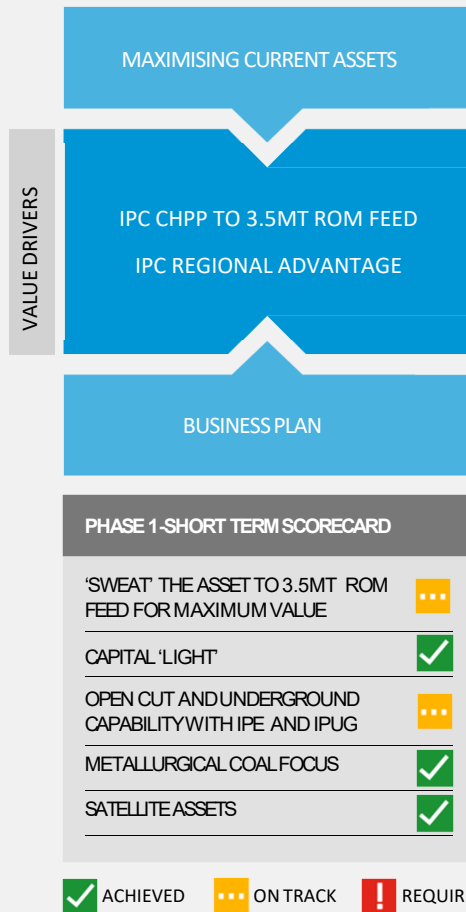 MAXIMISING CURRENT ASSETS
VALUE DRIVERS
IPC CHPP TO 3.5MT ROM FEED
IPC REGIONAL ADVANTAGE
BUSINESS PLAN
PHASE 1-SHORT TERM SCORECARD
‘SWEAT’ THE ASSET TO 3.5MT ROM
FEED FOR MAXIMUM VALUE
CAPITAL ‘LIGHT’
OPEN CUT AND UNDERGROUND
CAPABILITY WITH IPE AND IPUG
METALLURGICAL COAL FOCUS
SATELLITE ASSETS
ACHIEVED ON TRACK REQUIR